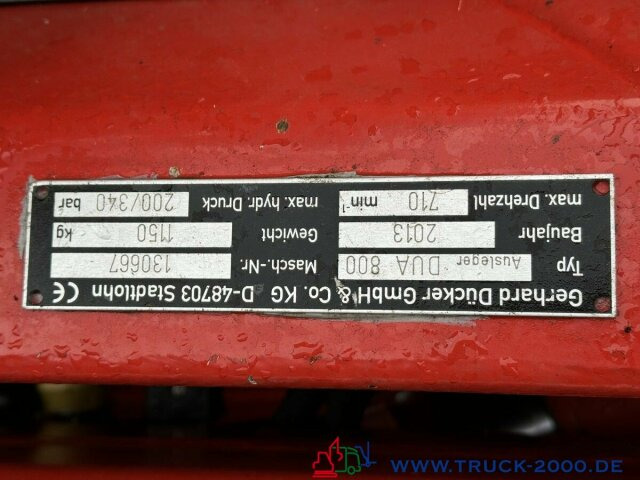 Gerhard Dücker GmbH & Co. KG D-48703 Stadtlohn CE
Typ Ausleger DUA 800 Masch.-Nr. 130667
Baujahr 2013 Gewicht 1150 kg
max. Drehzahl 710 min⁻¹ max. hydr. Druck 200/340 bar
WWW.TRUCK-2000.DE